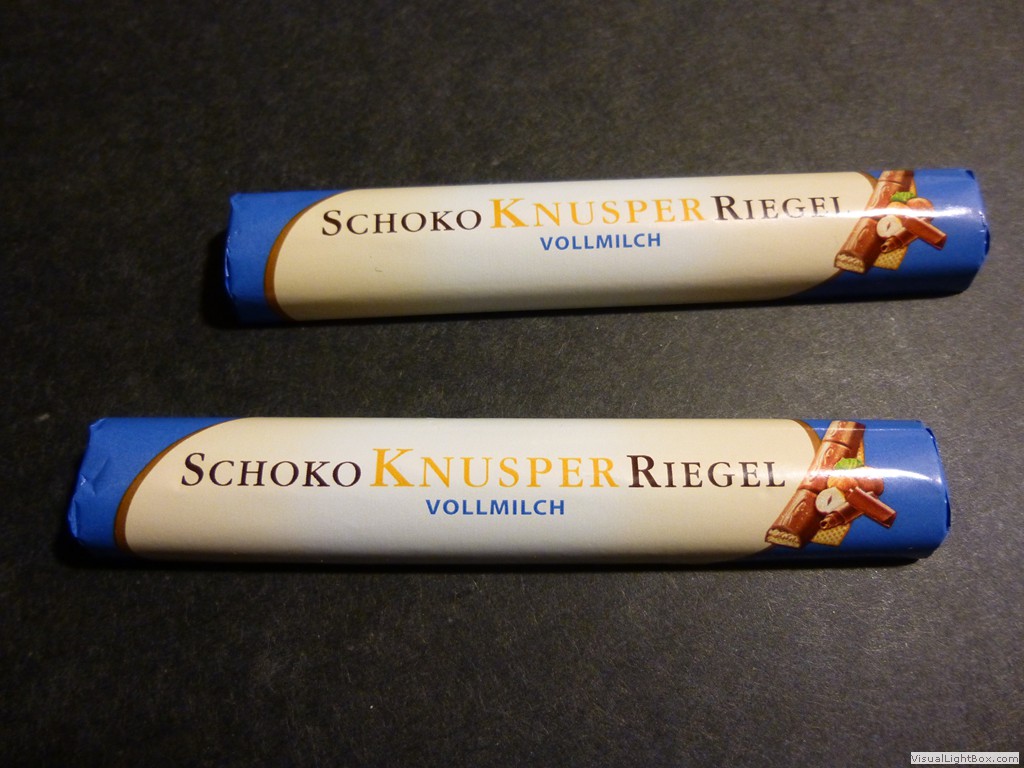 SCHOKO KNUSPER RIEGEL
VOLLMILCH
SCHOKO KNUSPER RIEGEL
VOLLMILCH
VisualLightBox.com